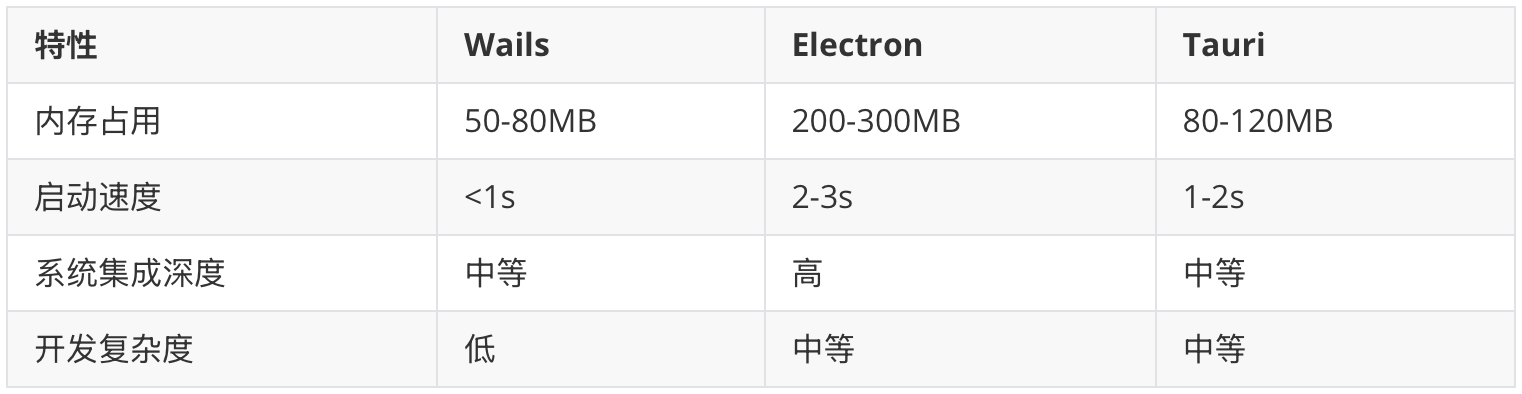 特性 Wails Electron Tauri
内存占用 50-80MB 200-300MB 80-120MB
启动速度 <1s 2-3s 1-2s
系统集成深度 中等 高 中等
开发复杂度 低 中等 中等